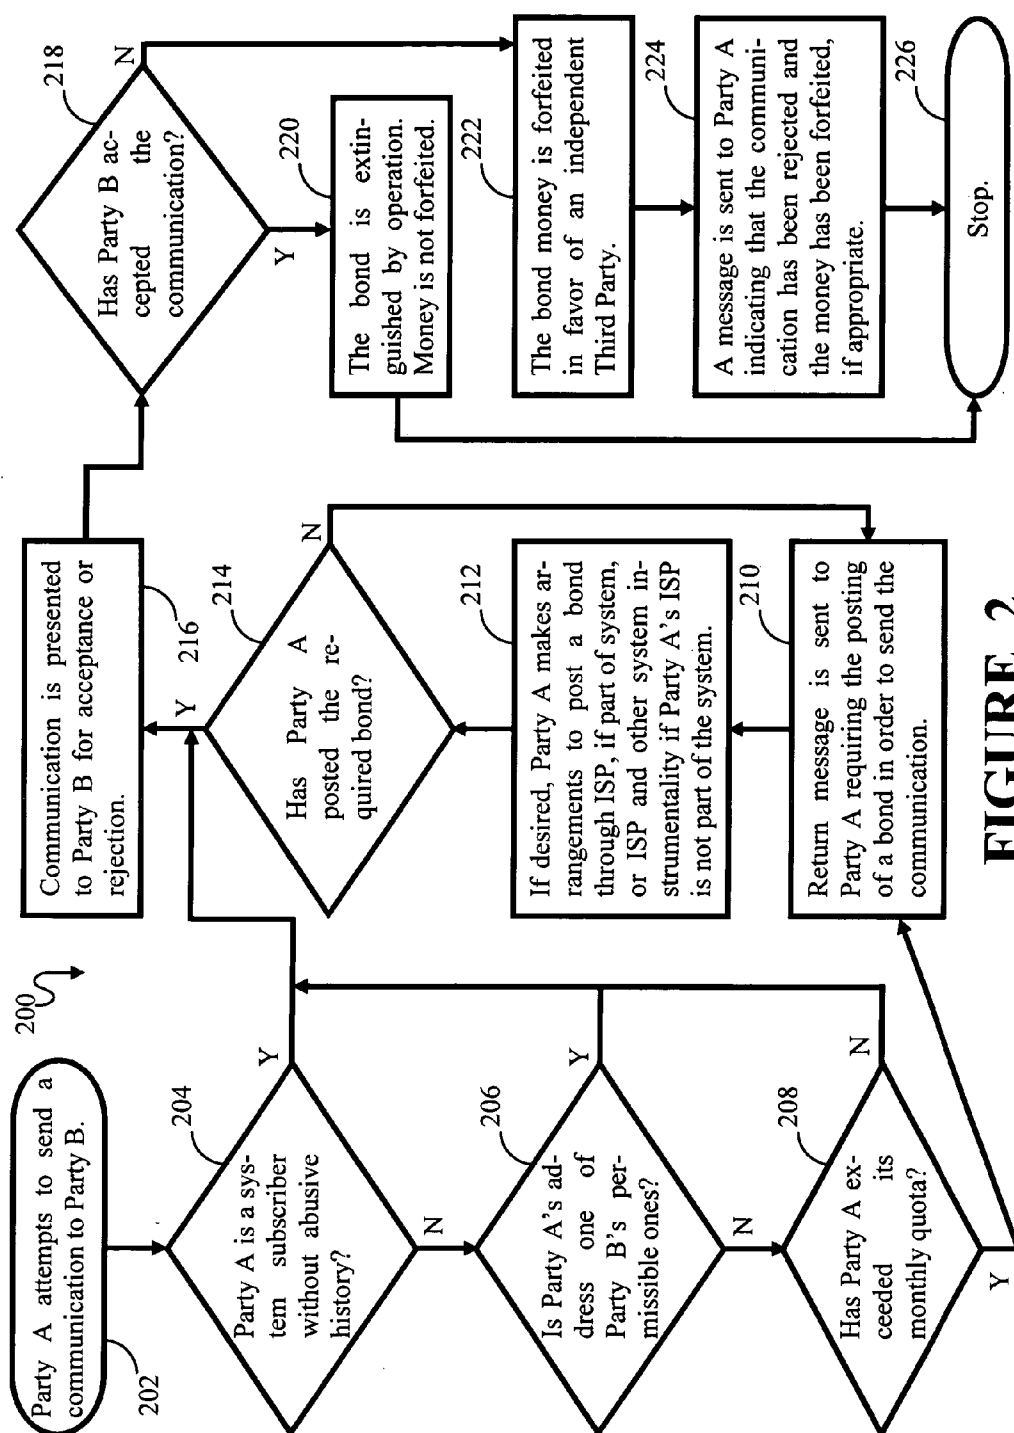 200
Party A attempts to send a
communication to Party B.
202
Party A is a sys-
tem subscriber
without abusive
history?
204
Y
N
Is Party A's ad-
dress one of
Party B's per-
missible ones?
206
Y
N
Has Party A ex-
ceeded its
monthly quota?
208
N
Y
Communication is presented
to Party B for acceptance or
rejection.
216
Y
Has Party A
posted the re-
quired bond?
214
N
If desired, Party A makes ar-
rangements to post a bond
through ISP, if part of system,
or ISP and other system in-
strumentality if Party A's ISP
is not part of the system.
212
Return message is sent to
Party A requiring the posting
of a bond in order to send the
communication.
210
Has Party B ac-
cepted the
communication?
218
N
Y
The bond is extin-
guished by operation.
Money is not forfeited.
220
The bond money is forfeited
in favor of an independent
Third Party.
222
A message is sent to Party A
indicating that the communi-
cation has been rejected and
the money has been forfeited,
if appropriate.
224
Stop.
226
FIGURE 2